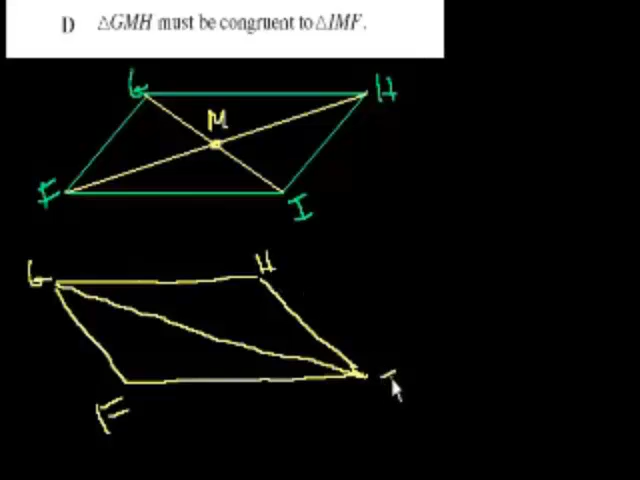 D △GMH must be congruent to △IMF.
G H
M
F I
G H
F